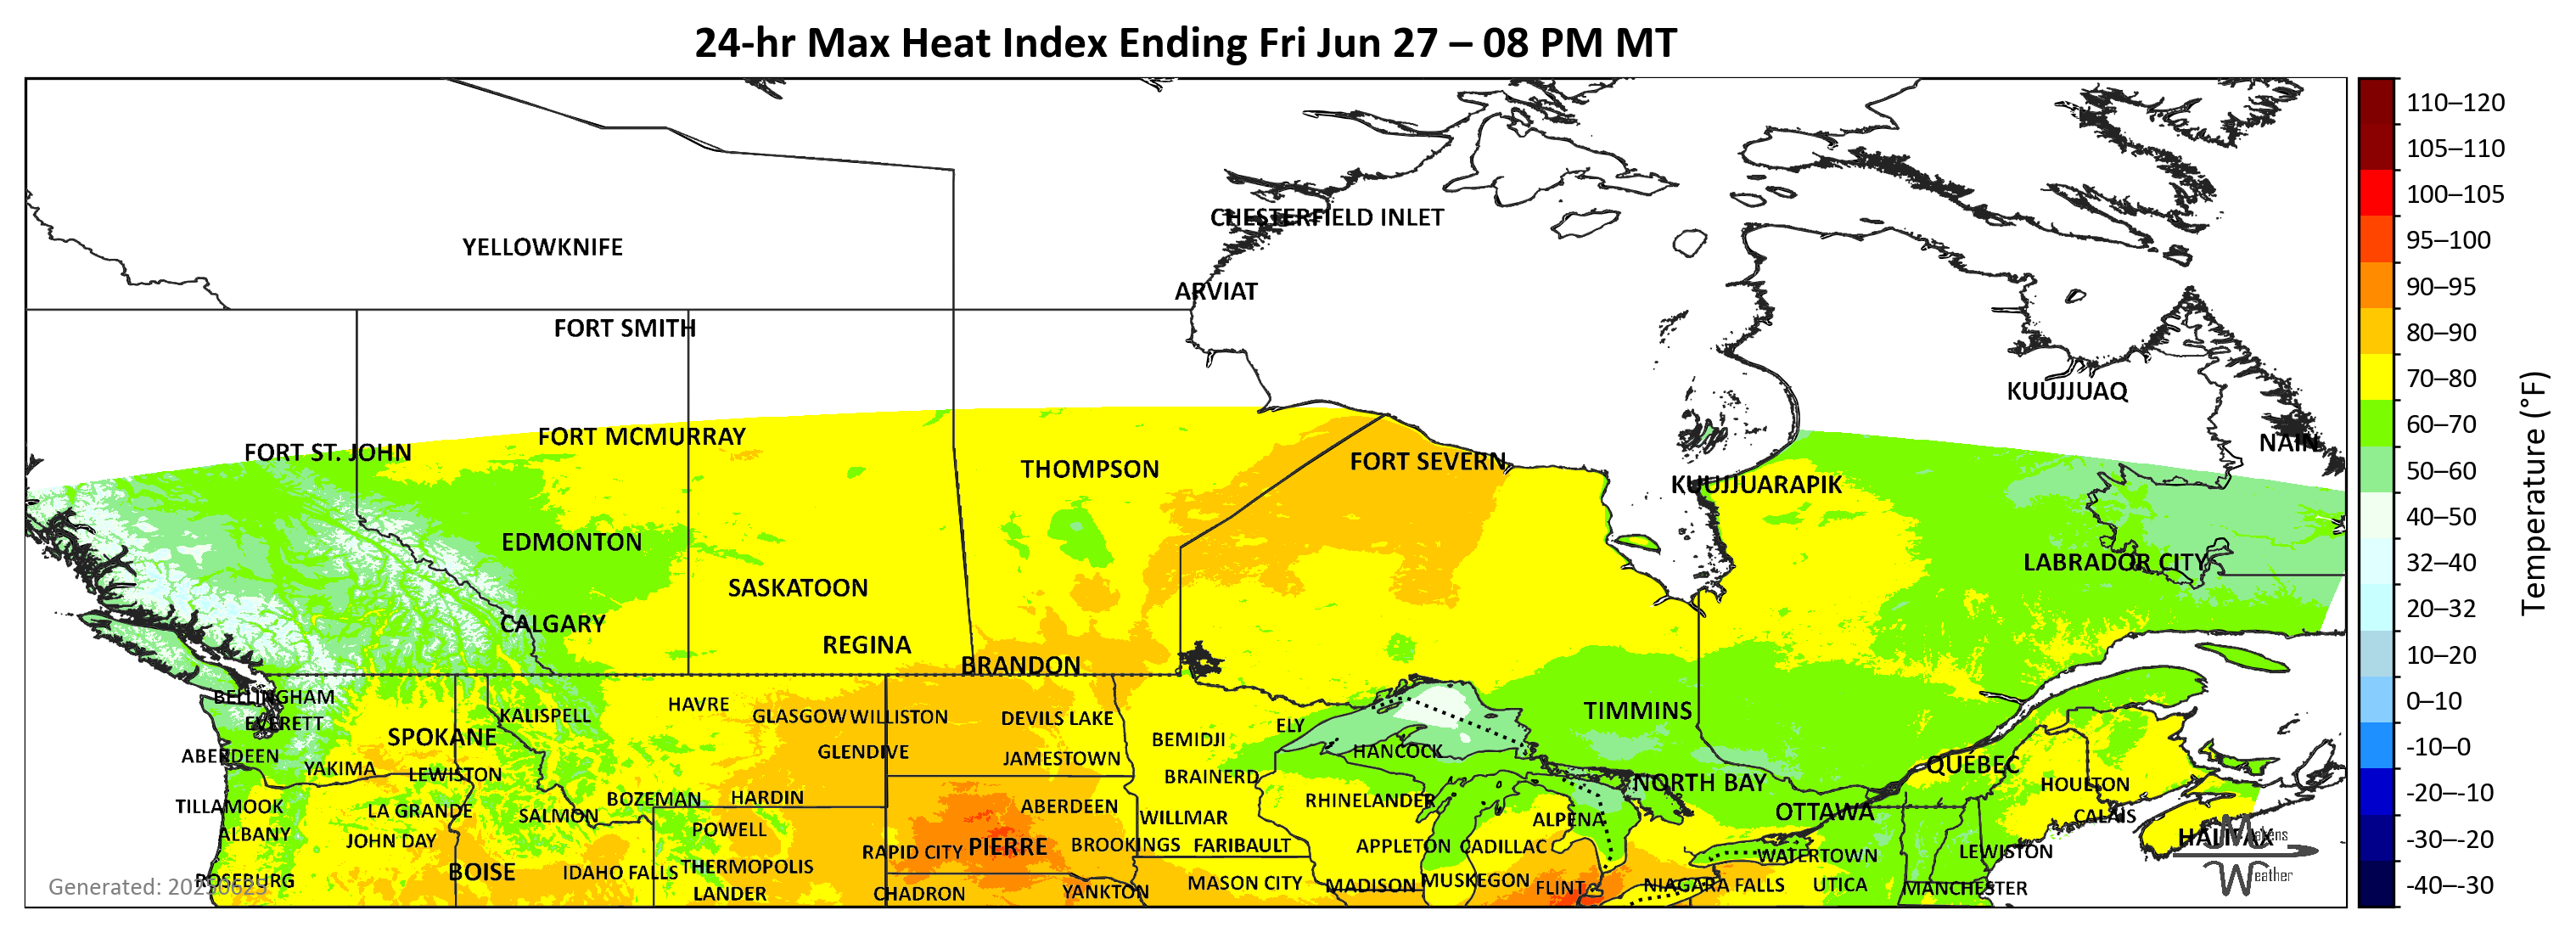 24-hr Max Heat Index Ending Fri Jun 27 – 08 PM MT
110–120
105–110
CHESTERFIELD INLET
100–105
YELLOWKNIFE
95–100
ARVIAT
90–95
FORT SMITH
80–90
KUUJJUAQ
70–80
FORT MCMURRAY
60–70
NAIN
FORT ST. JOHN
THOMPSON
FORT SEVERN
50–60
KUUJJUARAPIK
40–50
Temperature (°F)
EDMONTON
LABRADOR CITY
32–40
SASKATOON
20–32
CALGARY
REGINA
BRANDON
10–20
BELLINGHAM
HAVRE
0–10
EVERETT
KALISPELL
GLASGOW
WILLISTON
DEVILS LAKE
ELY
TIMMINS
SPOKANE
BEMIDJI
HANCOCK
-10–0
ABERDEEN
GLENDIVE
JAMESTOWN
YAKIMA
LEWISTON
BRAINERD
NORTH BAY
QUÉBEC
HOULTON
-20–-10
TILLAMOOK
LA GRANDE
SALMON
BOZEMAN
HARDIN
ABERDEEN
WILLMAR
RHINELANDER
ALPENA
OTTAWA
CALAIS
ALBANY
JOHN DAY
POWELL
RAPID CITY
PIERRE
BROOKINGS
FARIBAULT
APPLETON
CADILLAC
WATERTOWN
LEWISTON
HALIFAX
Makens
Weather
-30–-20
BOISE
IDAHO FALLS
THERMOPOLIS
Generated: 20250625
ROSEBURG
LANDER
CHADRON
YANKTON
MASON CITY
MADISON
MUSKEGON
FLINT
NIAGARA FALLS
UTICA
MANCHESTER
-40–-30